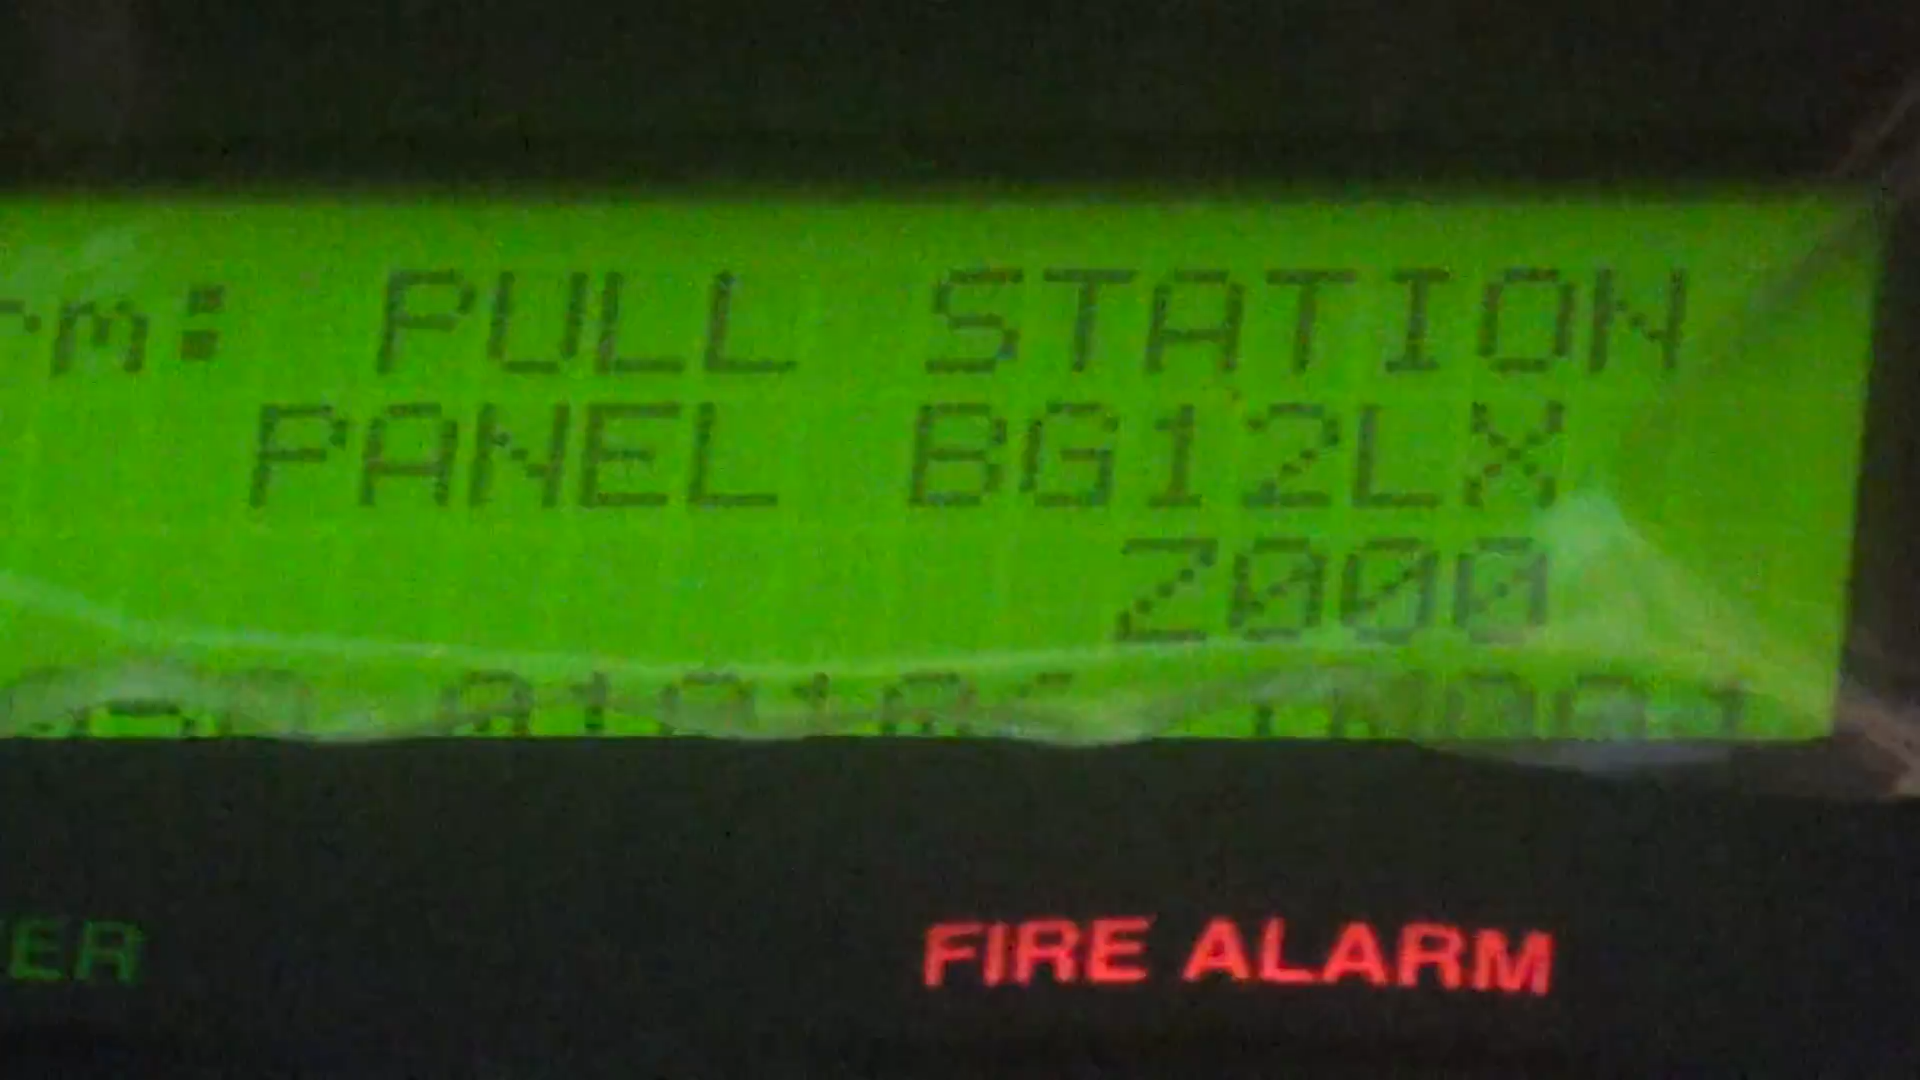 rm: PULL STATION
PANEL BG12LX
Z000
ER
FIRE ALARM